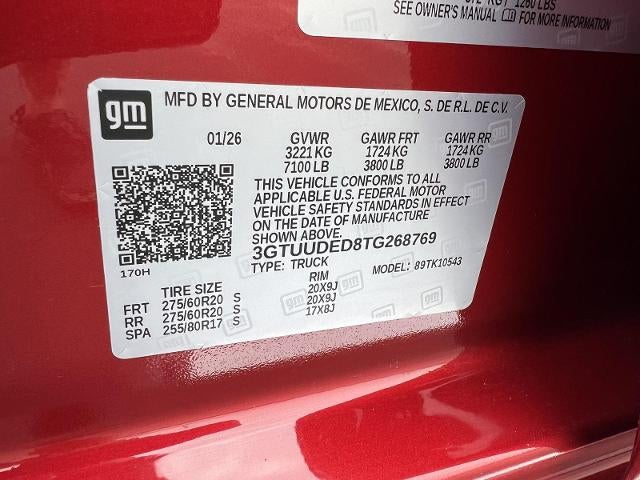 1260 LBS
SEE OWNER'S MANUAL FOR MORE INFORMATION
gm
MFD BY GENERAL MOTORS DE MEXICO, S. DE R.L. DE C.V.
01/26 GVWR GAWR FRT GAWR RR
3221 KG 1724 KG 1724 KG
7100 LB 3800 LB 3800 LB
THIS VEHICLE CONFORMS TO ALL
APPLICABLE U.S. FEDERAL MOTOR
VEHICLE SAFETY STANDARDS IN EFFECT
ON THE DATE OF MANUFACTURE
SHOWN ABOVE.
3GTUUDED8TG268769
170H
TYPE: TRUCK MODEL: 89TK10543
TIRE SIZE RIM
FRT 275/60R20 S 20X9J
RR 275/60R20 S 20X9J
SPA 255/80R17 S 17X8J